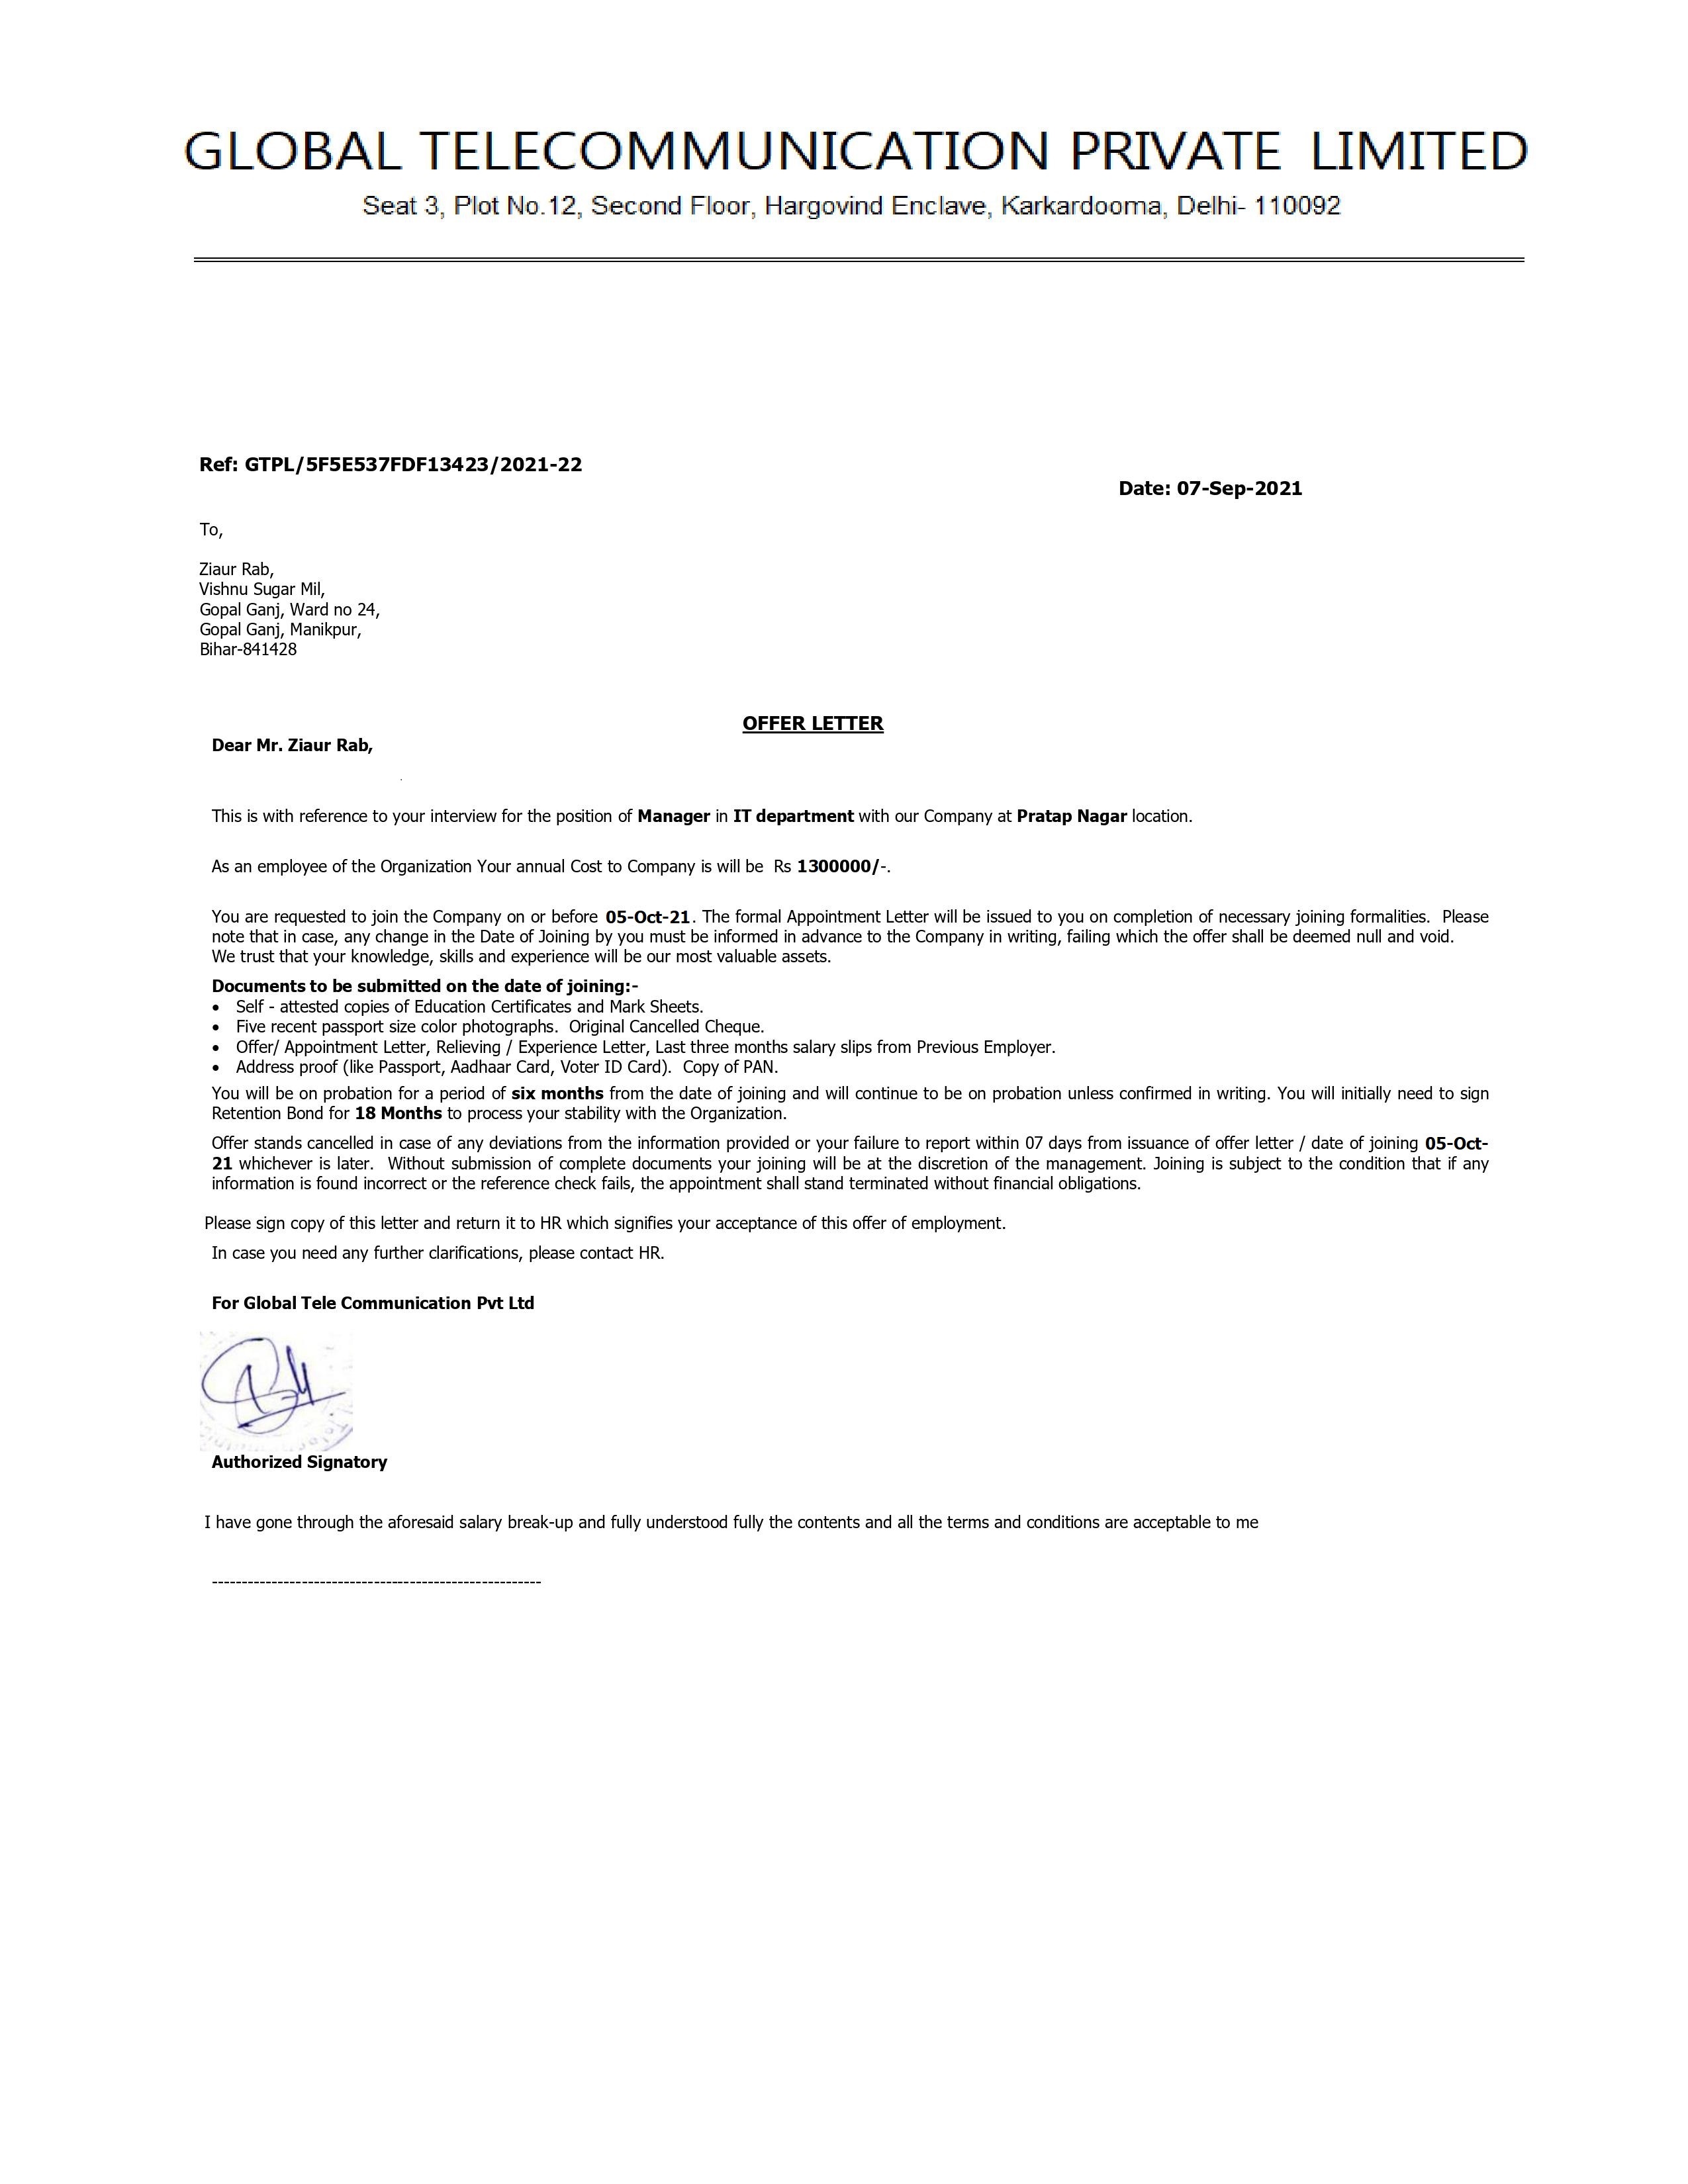 GLOBAL TELECOMMUNICATION PRIVATE LIMITED
Seat 3, Plot No.12, Second Floor, Hargovind Enclave, Karkardooma, Delhi- 110092
Ref: GTPL/5F5E537FDF13423/2021-22
Date: 07-Sep-2021
To,
Ziaur Rab,
Vishnu Sugar Mil,
Gopal Ganj, Ward no 24,
Gopal Ganj, Manikpur,
Bihar-841428
OFFER LETTER
Dear Mr. Ziaur Rab,
This is with reference to your interview for the position of Manager in IT department with our Company at Pratap Nagar location.
As an employee of the Organization Your annual Cost to Company is will be Rs 1300000/-.
You are requested to join the Company on or before 05-Oct-21. The formal Appointment Letter will be issued to you on completion of necessary joining formalities. Please
note that in case, any change in the Date of Joining by you must be informed in advance to the Company in writing, failing which the offer shall be deemed null and void.
We trust that your knowledge, skills and experience will be our most valuable assets.
Documents to be submitted on the date of joining:-
• Self - attested copies of Education Certificates and Mark Sheets.
• Five recent passport size color photographs. Original Cancelled Cheque.
• Offer/ Appointment Letter, Relieving / Experience Letter, Last three months salary slips from Previous Employer.
• Address proof (like Passport, Aadhaar Card, Voter ID Card). Copy of PAN.
You will be on probation for a period of six months from the date of joining and will continue to be on probation unless confirmed in writing. You will initially need to sign
Retention Bond for 18 Months to process your stability with the Organization.
Offer stands cancelled in case of any deviations from the information provided or your failure to report within 07 days from issuance of offer letter / date of joining 05-Oct-
21 whichever is later. Without submission of complete documents your joining will be at the discretion of the management. Joining is subject to the condition that if any
information is found incorrect or the reference check fails, the appointment shall stand terminated without financial obligations.
Please sign copy of this letter and return it to HR which signifies your acceptance of this offer of employment.
In case you need any further clarifications, please contact HR.
For Global Tele Communication Pvt Ltd
Authorized Signatory
I have gone through the aforesaid salary break-up and fully understood fully the contents and all the terms and conditions are acceptable to me
-------------------------------------------------------